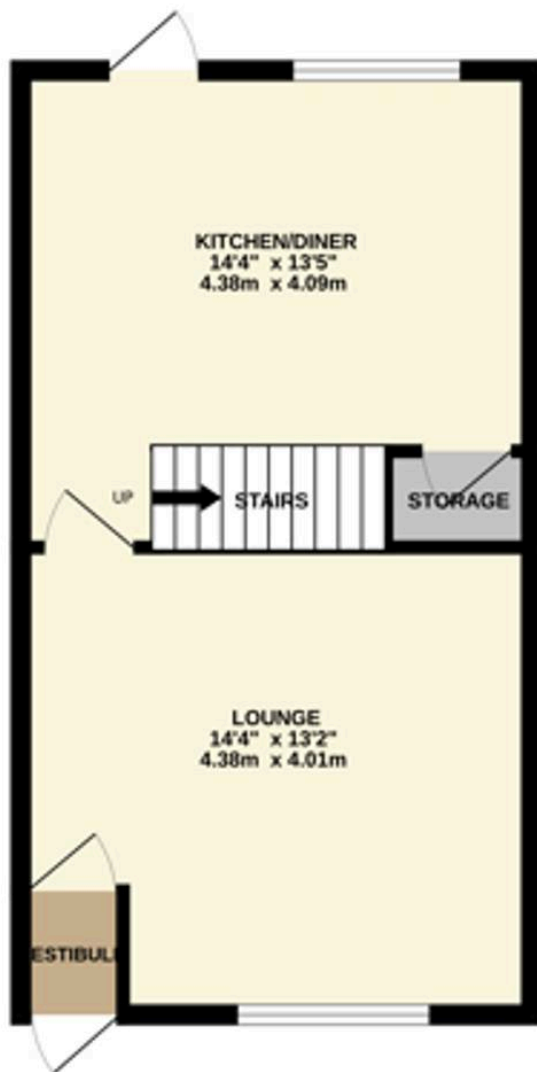 KITCHEN/DINER
14'4" x 13'5"
4.38m x 4.09m
UP
STAIRS
STORAGE
LOUNGE
14'4" x 13'2"
4.38m x 4.01m
ESTIBUL